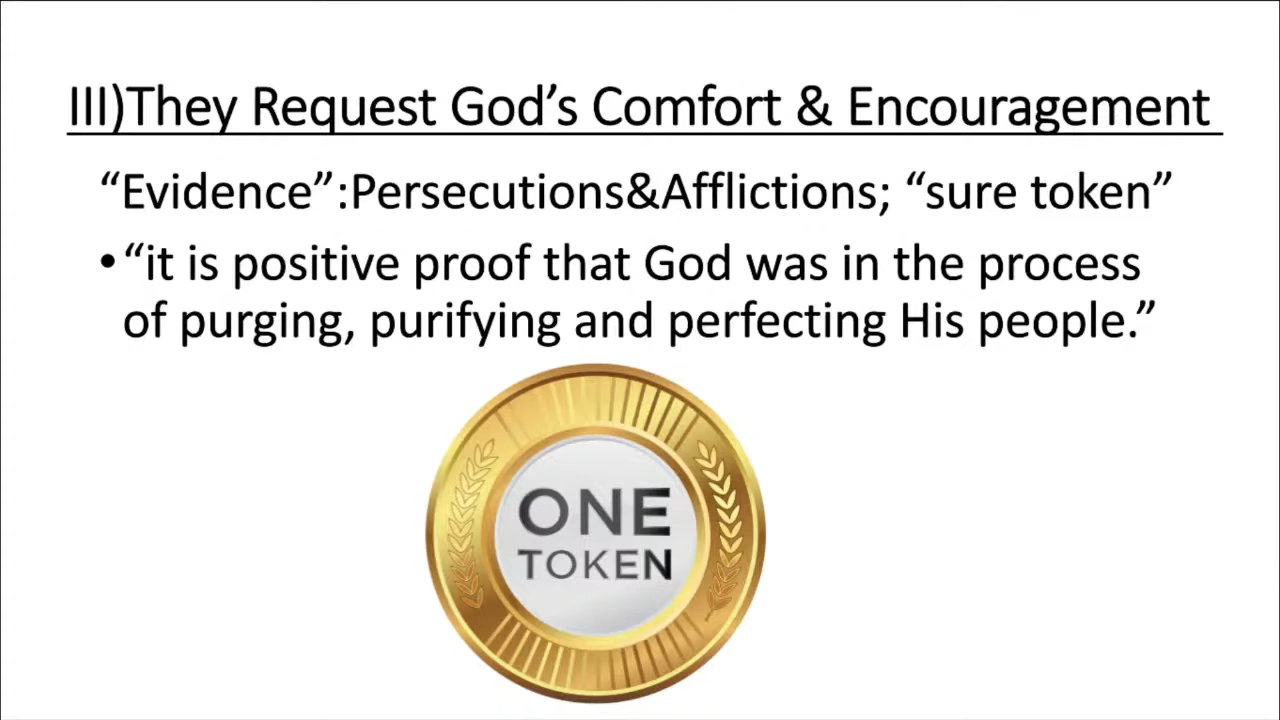 III)They Request God’s Comfort & Encouragement
“Evidence”:Persecutions&Afflictions; “sure token”
•“it is positive proof that God was in the process
of purging, purifying and perfecting His people.”
ONE
TOKEN